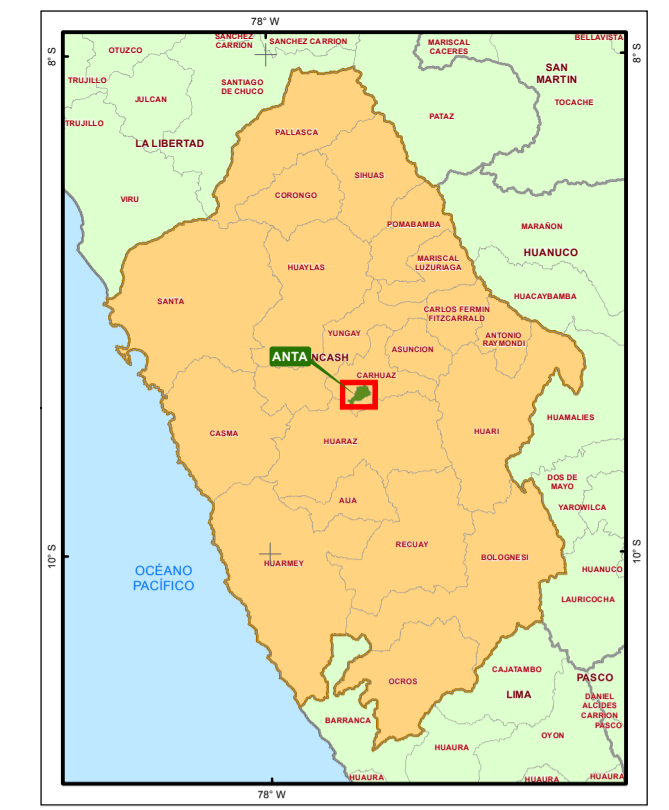 78° W
8° S
8° S
SANCHEZ
CARRIÓN
SANCHEZ CARRION
BELLAVISTA
OTUZCO
MARISCAL
CACERES
SAN
MARTIN
TRUJILLO
SANTIAGO
DE CHUCO
JULCAN
TOCACHE
TRUJILLO
PATAZ
PALLASCA
LA LIBERTAD
SIHUAS
VIRU
CORONGO
POMABAMBA
MARAÑON
HUANUCO
MARISCAL
LUZURIAGA
HUAYLAS
HUACAYBAMBA
SANTA
CARLOS FERMIN
FITZCARRALD
YUNGAY
ANTONIO
RAYMONDI
ASUNCION
ANTA
NCASH
CARHUAZ
HUAMALIES
CASMA
HUARI
HUARAZ
DOS DE
MAYO
AIJA
YAROWILCA
RECUAY
10° S
10° S
HUARMEY
BOLOGNESI
HUANUCO
OCÉANO
PACÍFICO
LAURICOCHA
CAJATAMBO
PASCO
OCROS
LIMA
DANIEL
ALCIDES
CARRION
PASCO
BARRANCA
OYON
HUAURA
HUAURA
HUAURA
HUAURA
78° W